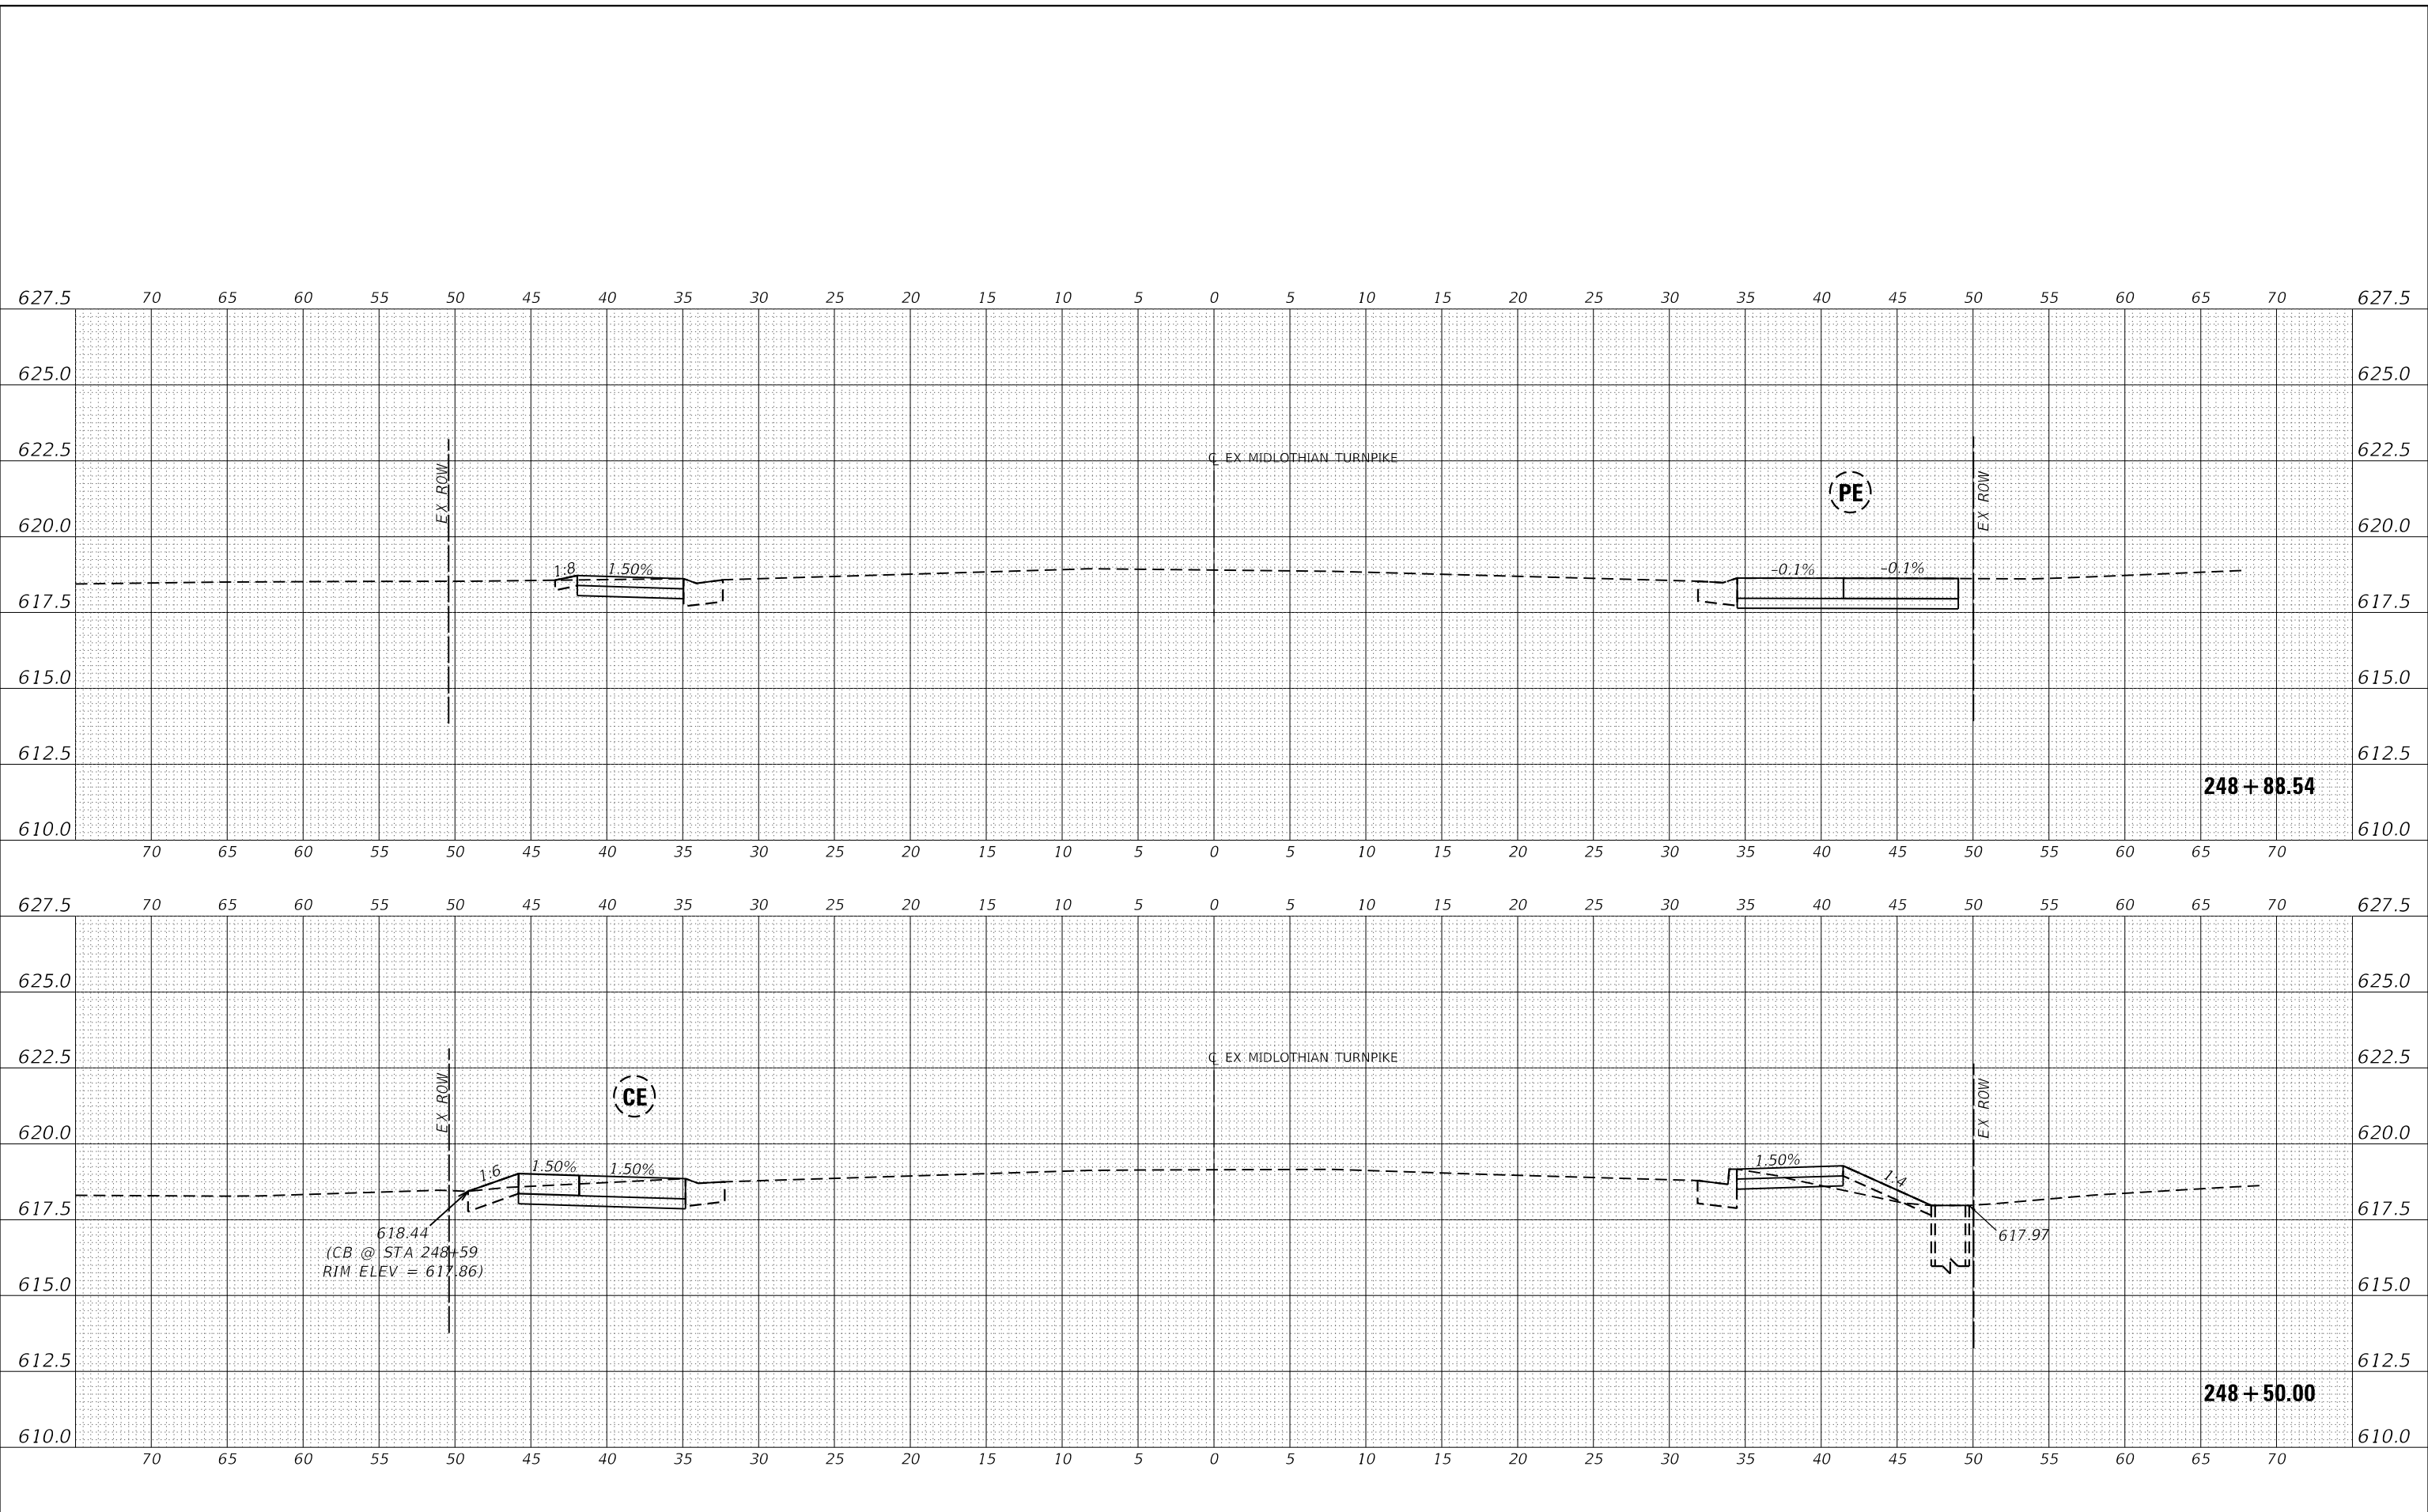 627.5 70 65 60 55 50 45 40 35 30 25 20 15 10 5 0 5 10 15 20 25 30 35 40 45 50 55 60 65 70 627.5
625.0 625.0
622.5 622.5
℄ EX MIDLOTHIAN TURNPIKE
EX ROW
PE
EX ROW
620.0 620.0
1:8 1.50% -0.1% -0.1%
617.5 617.5
615.0 615.0
612.5 612.5
248+88.54
610.0 610.0
70 65 60 55 50 45 40 35 30 25 20 15 10 5 0 5 10 15 20 25 30 35 40 45 50 55 60 65 70
627.5 70 65 60 55 50 45 40 35 30 25 20 15 10 5 0 5 10 15 20 25 30 35 40 45 50 55 60 65 70 627.5
625.0 625.0
622.5 622.5
℄ EX MIDLOTHIAN TURNPIKE
EX ROW
CE
EX ROW
620.0 620.0
1:6 1.50% 1.50% 1.50% 1:4
617.5 617.5
618.44 617.97
(CB @ STA 248+59
RIM ELEV = 617.86)
615.0 615.0
612.5 612.5
248+50.00
610.0 610.0
70 65 60 55 50 45 40 35 30 25 20 15 10 5 0 5 10 15 20 25 30 35 40 45 50 55 60 65 70